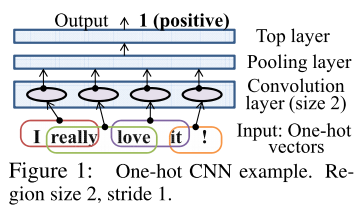 Output 1 (positive)
Top layer
Pooling layer
Convolution
layer (size 2)
I really love it !
Input: One-hot
vectors
Figure 1: One-hot CNN example. Re-
gion size 2, stride 1.